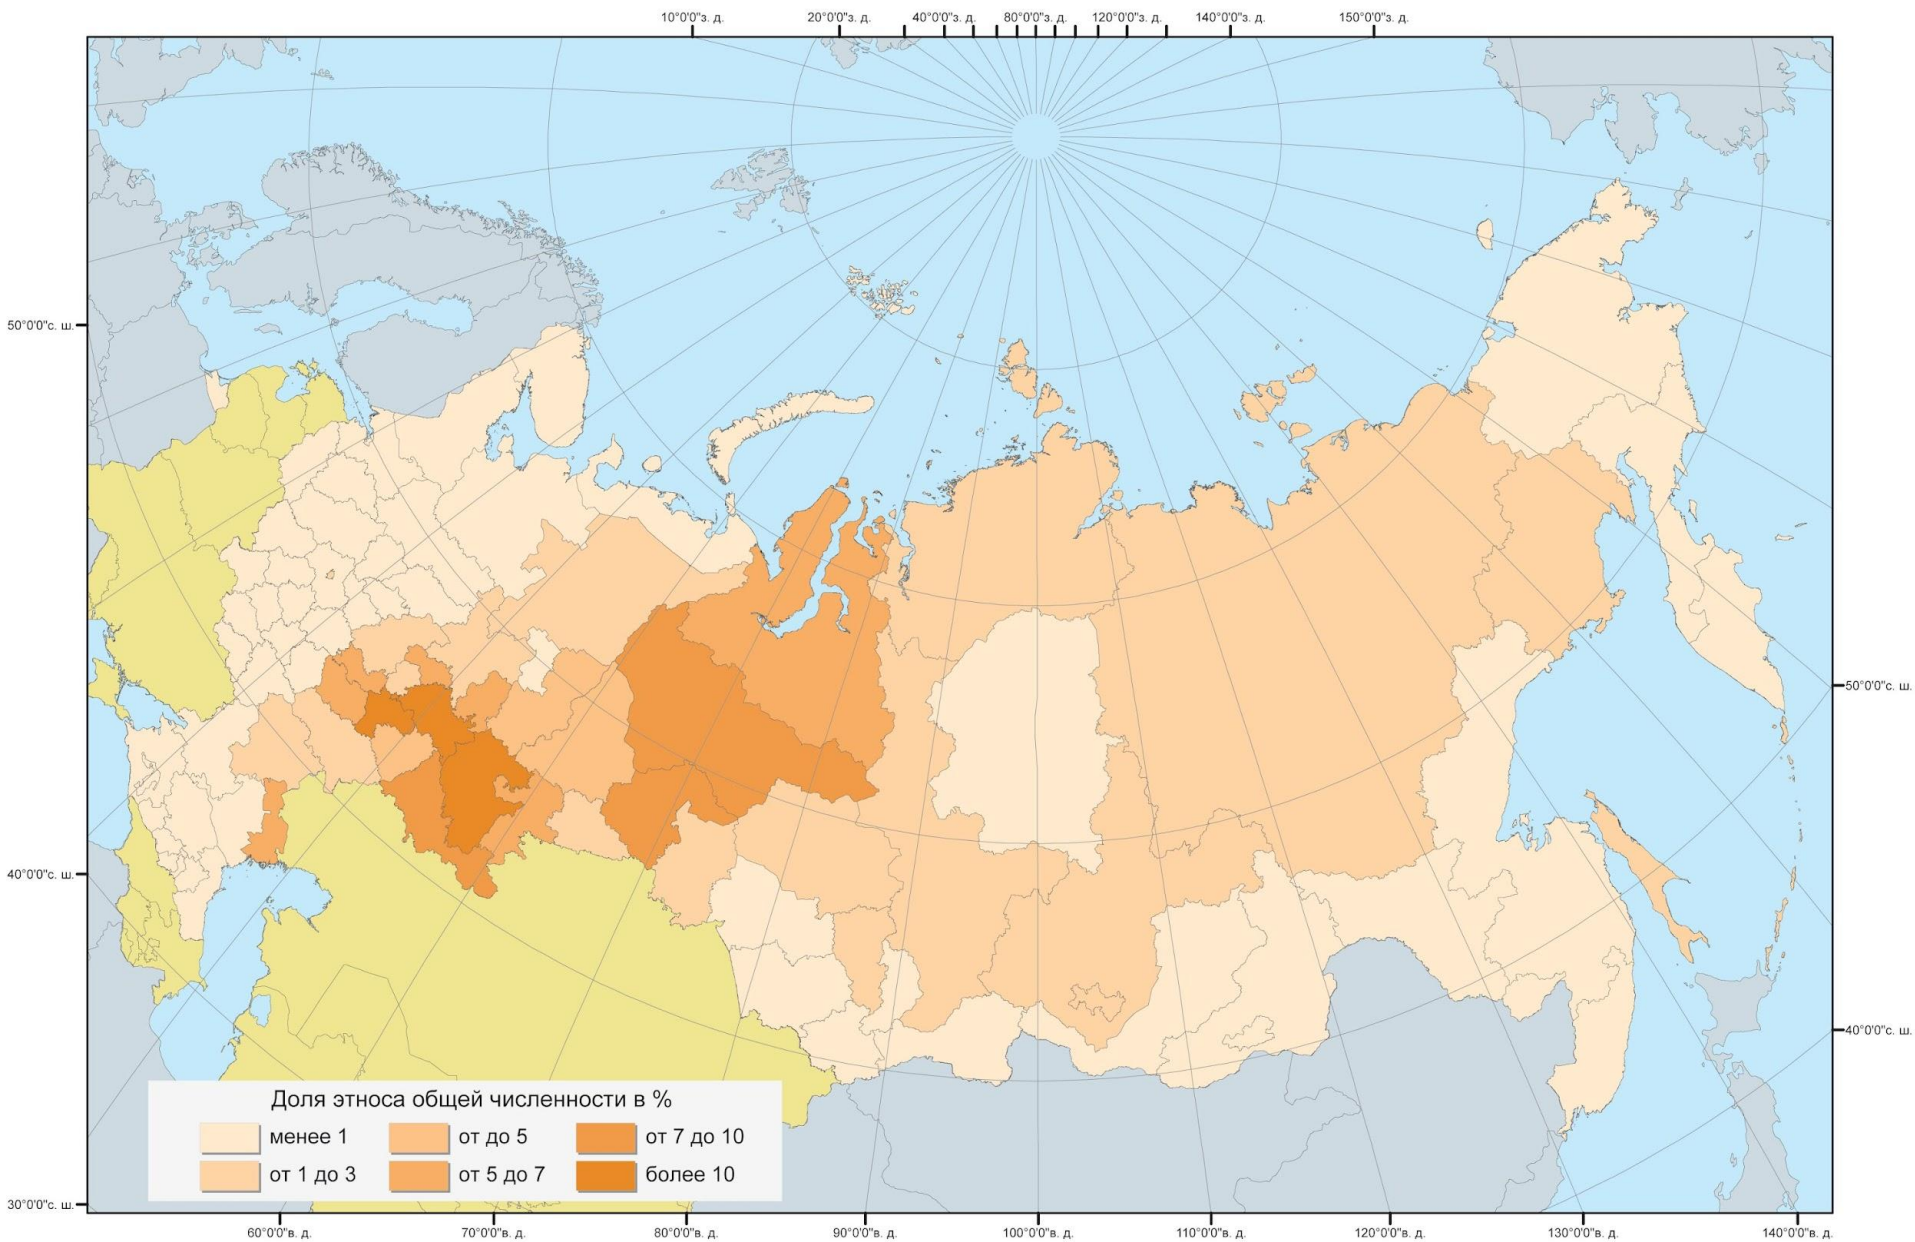 10°0'0"з. д. 20°0'0"з. д. 40°0'0"з. д. 80°0'0"з. д. 120°0'0"з. д. 140°0'0"з. д. 150°0'0"з. д.
50°0'0"с. ш.
50°0'0"с. ш.
40°0'0"с. ш.
40°0'0"с. ш.
Доля этноса общей численности в %
менее 1 от до 5 от 7 до 10
от 1 до 3 от 5 до 7 более 10
30°0'0"с. ш.
60°0'0"в. д. 70°0'0"в. д. 80°0'0"в. д. 90°0'0"в. д. 100°0'0"в. д. 110°0'0"в. д. 120°0'0"в. д. 130°0'0"в. д. 140°0'0"в. д.